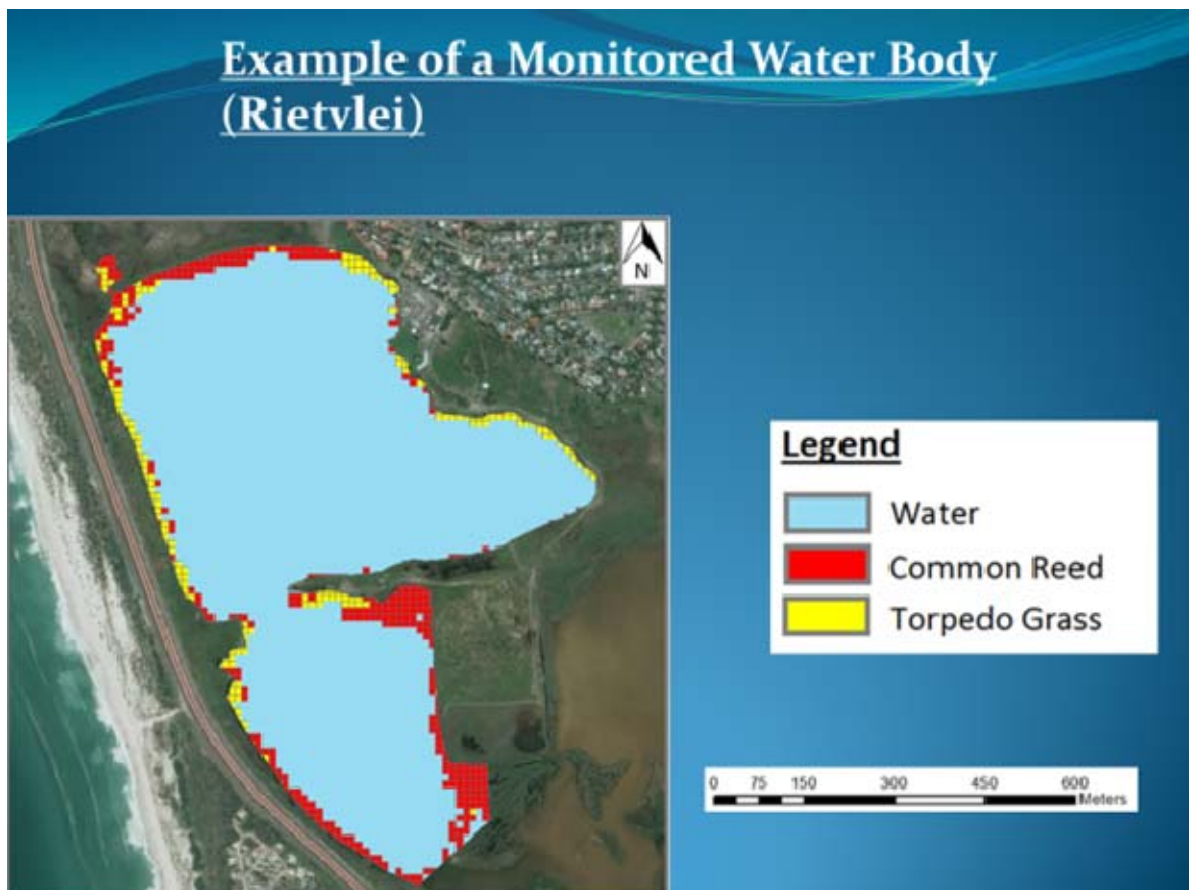 Example of a Monitored Water Body
(Rietvlei)
N
Legend
Water
Common Reed
Torpedo Grass
0 75 150 300 450 600
Meters